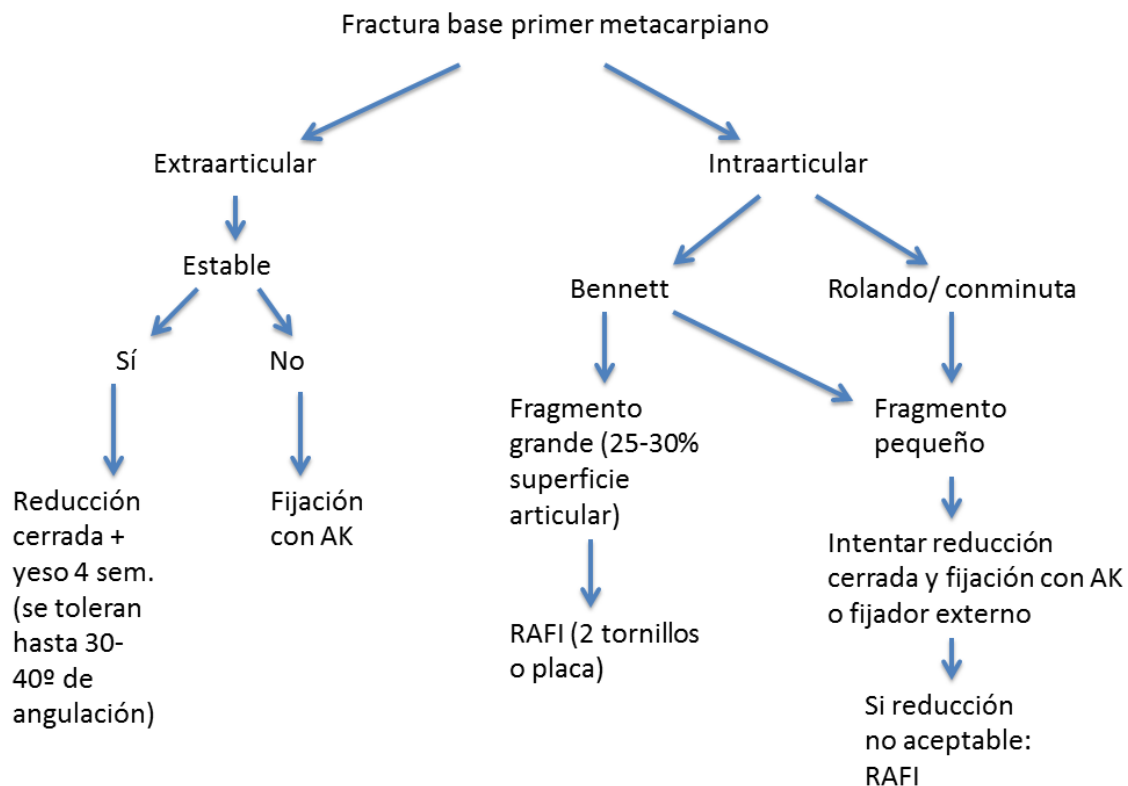 Fractura base primer metacarpiano
Extraarticular
Intraarticular
Estable
Bennett
Rolando/ conminuta
Sí
No
Fragmento
grande (25-30%
superficie
articular)
Fragmento
pequeño
Reducción
cerrada +
yeso 4 sem.
(se toleran
hasta 30-
40º de
angulación)
Fijación
con AK
Intentar reducción
cerrada y fijación con AK
o fijador externo
RAFI (2 tornillos
o placa)
Si reducción
no aceptable:
RAFI